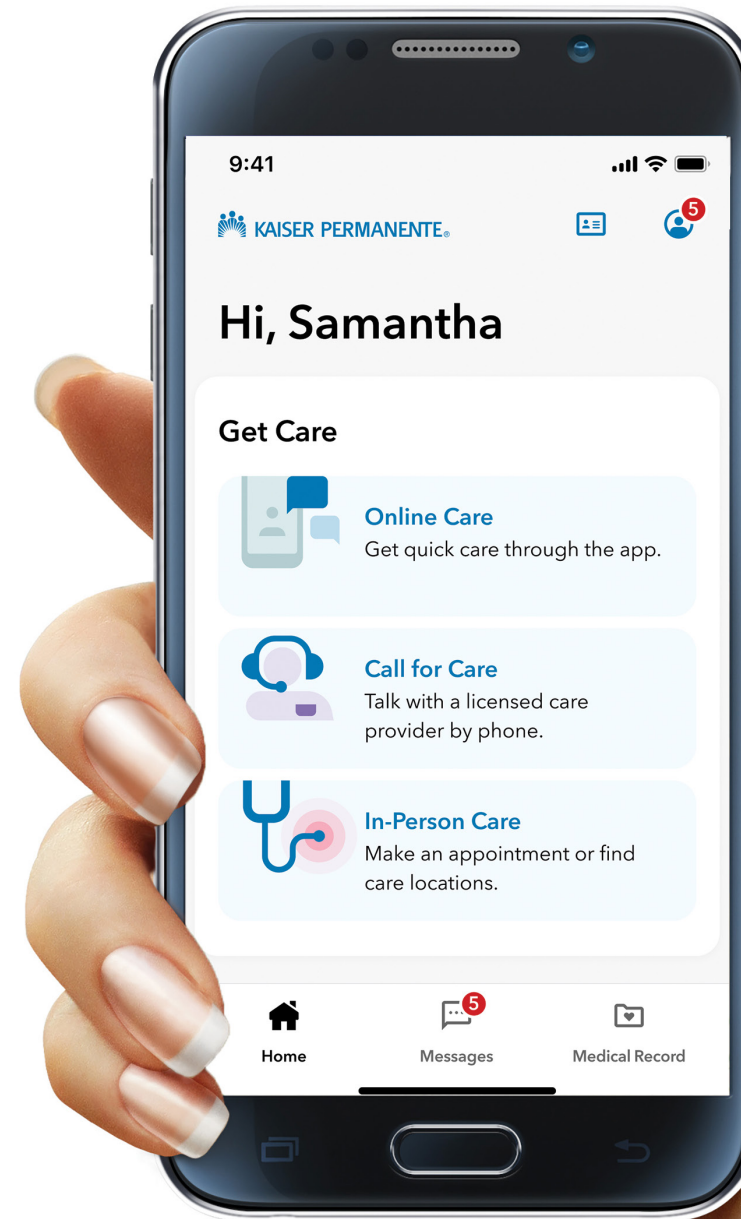 9:41
KAISER PERMANENTE®
5
Hi, Samantha
Get Care
Online Care
Get quick care through the app.
Call for Care
Talk with a licensed care
provider by phone.
In-Person Care
Make an appointment or find
care locations.
5
Home
Messages
Medical Record